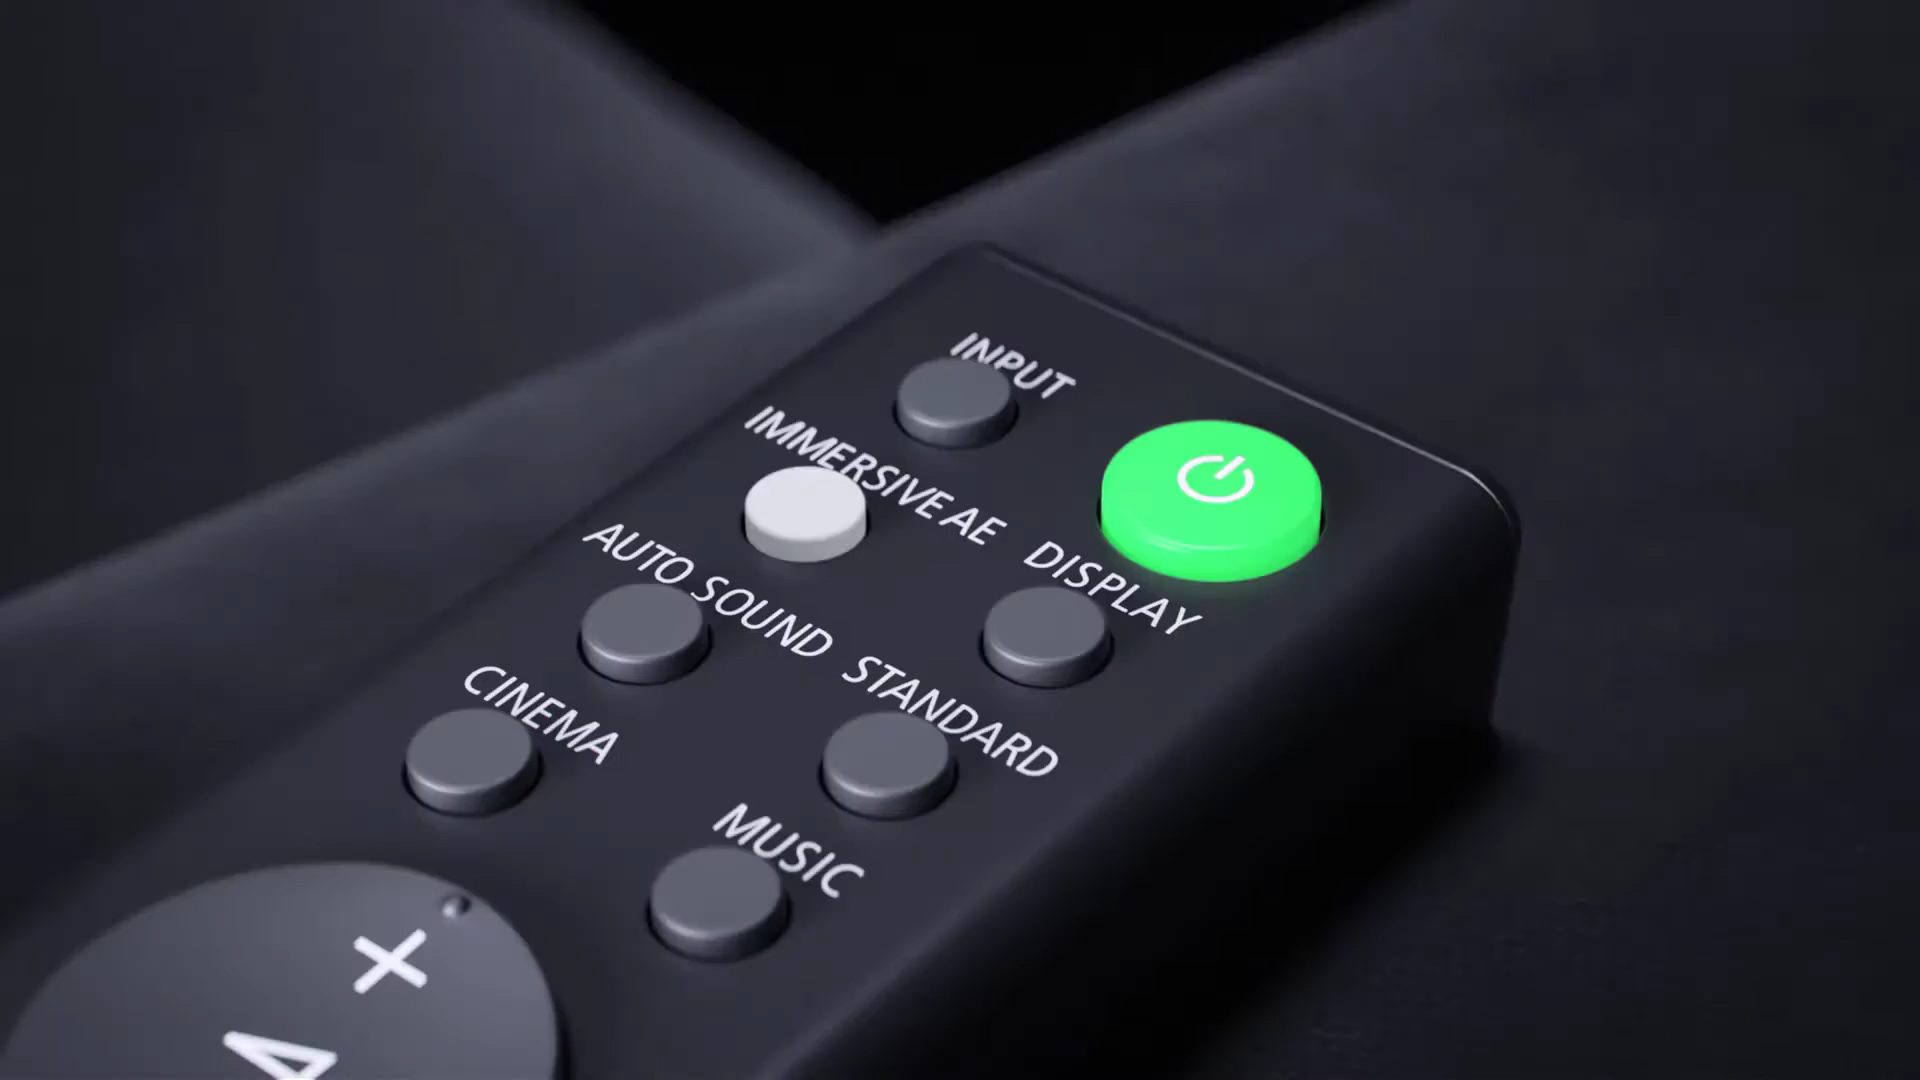 INPUT
IMMERSIVE AE
DISPLAY
AUTO SOUND
STANDARD
CINEMA
MUSIC
+